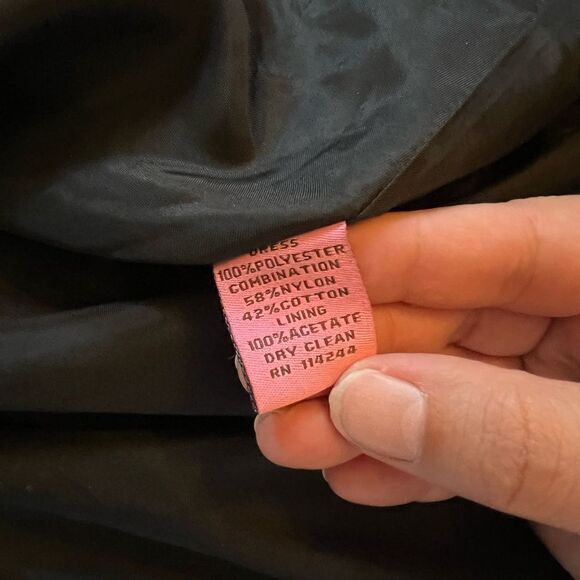 DRESS
100%POLYESTER
COMBINATION
58%NYLON
42%COTTON
LINING
100%ACETATE
DRY CLEAN
RN 114244